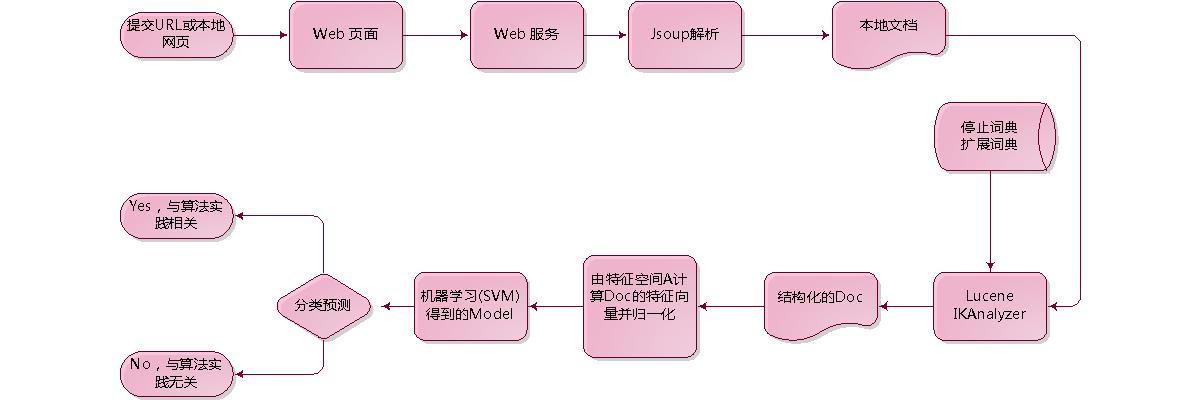 提交URL或本地
网页
Web 页面
Web 服务
Jsoup解析
本地文档
停止词典
扩展词典
Lucene
IKAnalyzer
结构化的Doc
由特征空间A计
算Doc的特征向
量并归一化
机器学习(SVM)
得到的Model
分类预测
Yes，与算法实
践相关
No，与算法实
践无关